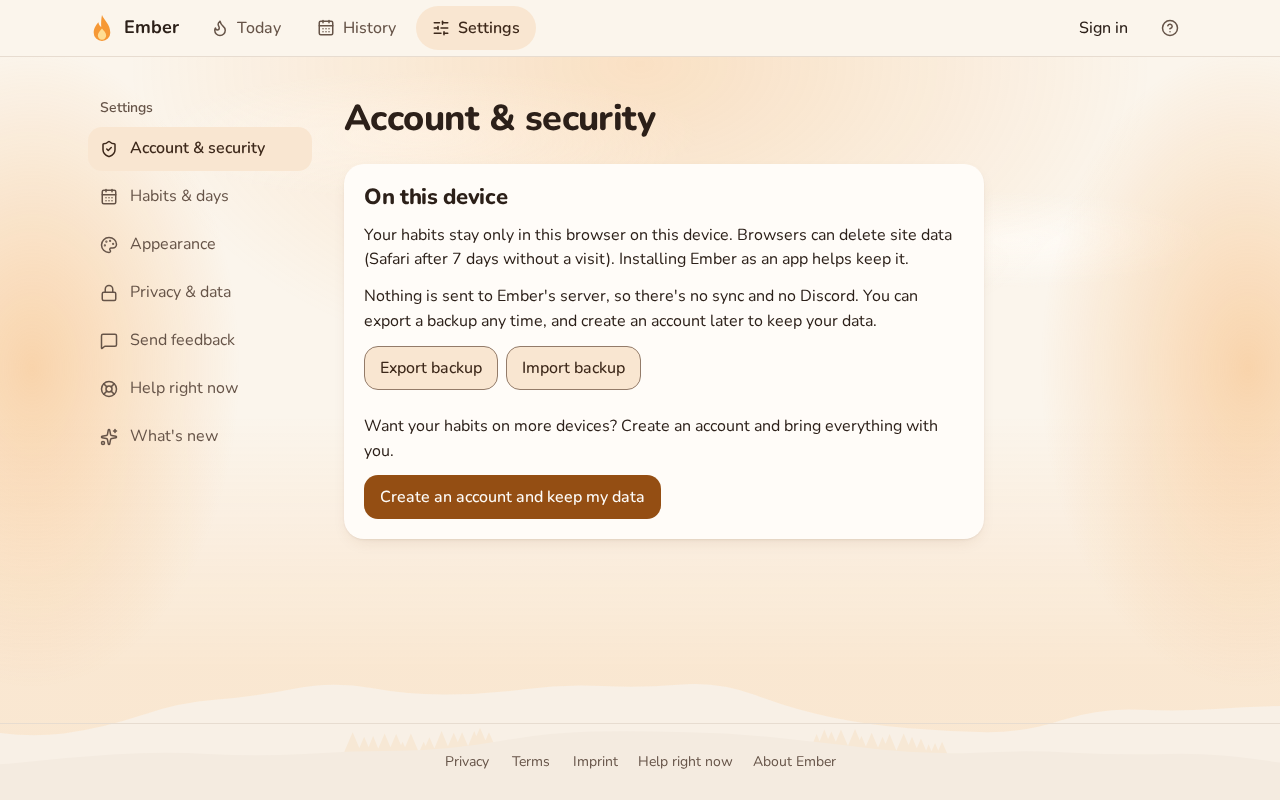 Ember
Today
History
Settings
Sign in
Settings
Account & security
Habits & days
Appearance
Privacy & data
Send feedback
Help right now
What's new
Account & security
On this device
Your habits stay only in this browser on this device. Browsers can delete site data
(Safari after 7 days without a visit). Installing Ember as an app helps keep it.
Nothing is sent to Ember's server, so there's no sync and no Discord. You can
export a backup any time, and create an account later to keep your data.
Export backup
Import backup
Want your habits on more devices? Create an account and bring everything with
you.
Create an account and keep my data
Privacy
Terms
Imprint
Help right now
About Ember